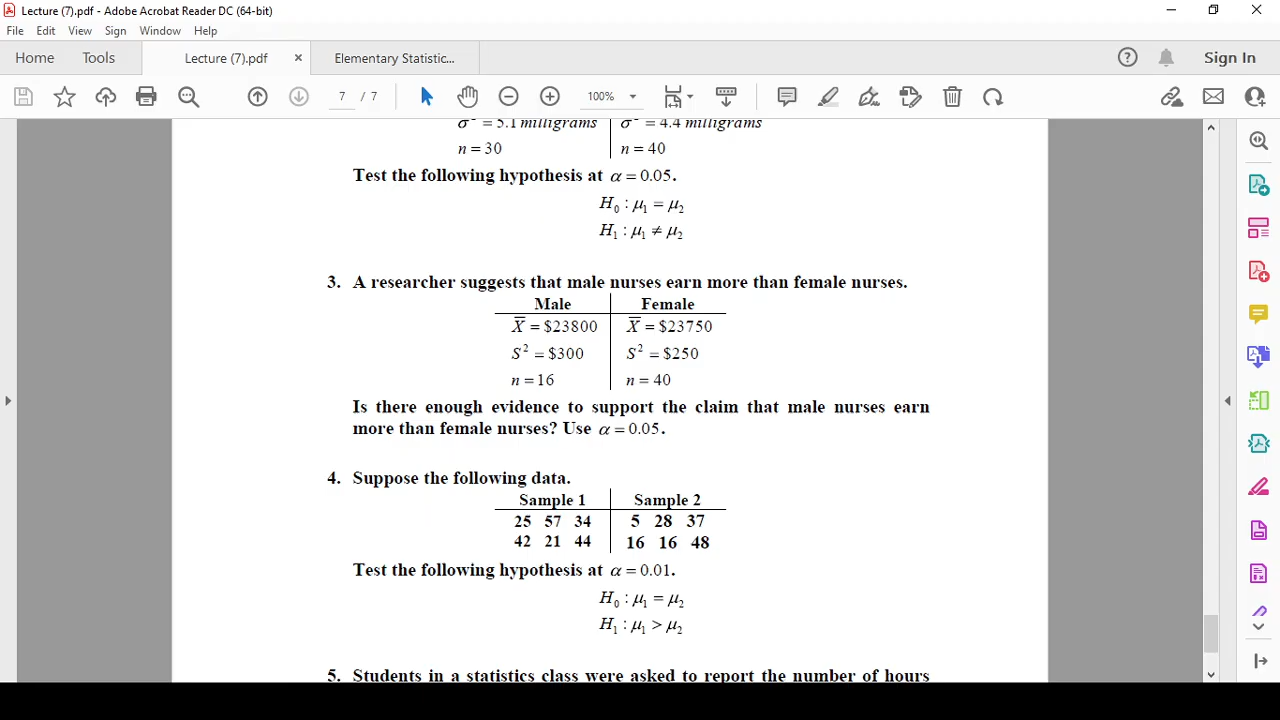 Lecture (7).pdf - Adobe Acrobat Reader DC (64-bit)
File Edit View Sign Window Help
Home Tools Lecture (7).pdf × Elementary Statistic...
Sign In
7 / 7 100%
σ² = 5.1 milligrams σ² = 4.4 milligrams
n = 30 n = 40
Test the following hypothesis at α = 0.05.
H₀ : μ₁ = μ₂
H₁ : μ₁ ≠ μ₂
3. A researcher suggests that male nurses earn more than female nurses.
Male Female
X̄ = $23800 X̄ = $23750
S² = $300 S² = $250
n = 16 n = 40
Is there enough evidence to support the claim that male nurses earn
more than female nurses? Use α = 0.05.
4. Suppose the following data.
Sample 1 Sample 2
25 57 34 5 28 37
42 21 44 16 16 48
Test the following hypothesis at α = 0.01.
H₀ : μ₁ = μ₂
H₁ : μ₁ > μ₂
5. Students in a statistics class were asked to report the number of hours